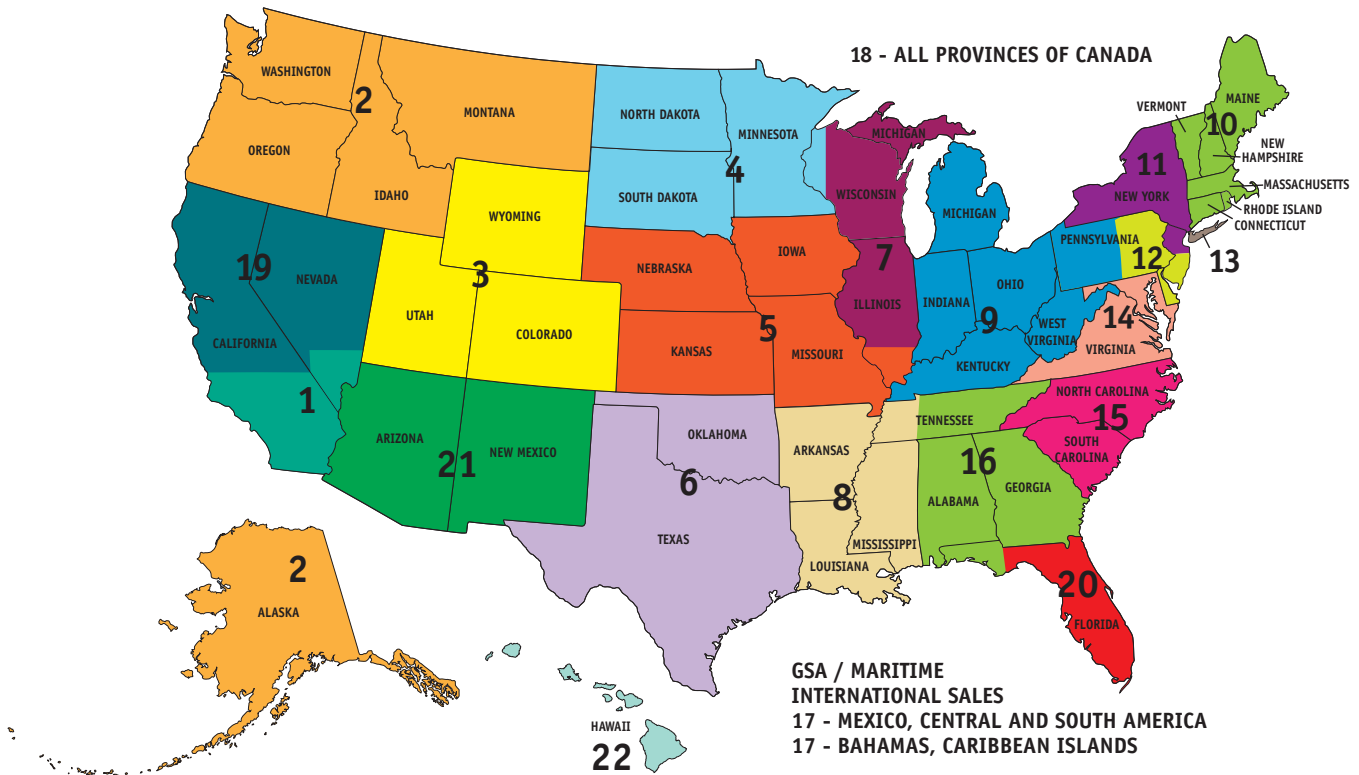 18 - ALL PROVINCES OF CANADA
WASHINGTON
2
MONTANA
OREGON
IDAHO
NORTH DAKOTA
MINNESOTA
4
SOUTH DAKOTA
MICHIGAN
WISCONSIN
MICHIGAN
VERMONT
MAINE
10
NEW
HAMPSHIRE
MASSACHUSETTS
RHODE ISLAND
CONNECTICUT
11
NEW YORK
13
PENNSYLVANIA
12
WYOMING
3
UTAH
COLORADO
19
NEVADA
CALIFORNIA
1
NEBRASKA
IOWA
5
KANSAS
MISSOURI
7
ILLINOIS
INDIANA
OHIO
9
WEST
VIRGINIA
KENTUCKY
14
VIRGINIA
NORTH CAROLINA
15
SOUTH
CAROLINA
TENNESSEE
16
ALABAMA
GEORGIA
ARIZONA
21
NEW MEXICO
OKLAHOMA
6
TEXAS
ARKANSAS
8
MISSISSIPPI
LOUISIANA
20
FLORIDA
2
ALASKA
HAWAII
22
GSA / MARITIME
INTERNATIONAL SALES
17 - MEXICO, CENTRAL AND SOUTH AMERICA
17 - BAHAMAS, CARIBBEAN ISLANDS